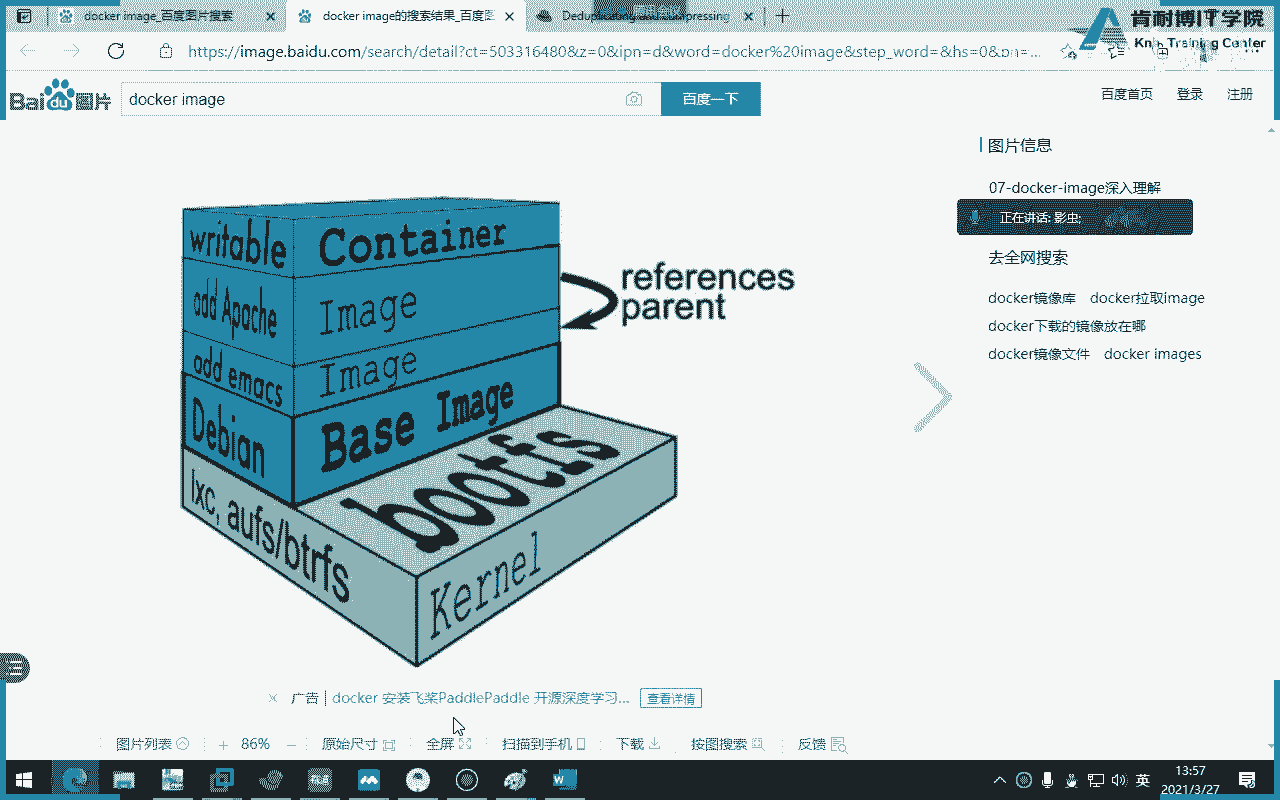 docker image_百度图片搜索
docker image的搜索结果_百度图
Deduplicating and compressing
肯耐博IT学院
Knb Training Center
https://image.baidu.com/search/detail?ct=503316480&z=0&ipn=d&word=docker%20image&step_word=&hs=0&pn=...
Bai du 图片
docker image
百度一下
百度首页 登录 注册
图片信息
07-docker-image深入理解
正在讲话: 影虫;
去全网搜索
docker镜像库 docker拉取image
docker下载的镜像放在哪
docker镜像文件 docker images
writable Container
add Apache Image
add emacs Image
Debian Base Image
references
parent
lxc, aufs/btrfs
bootfs
Kernel
广告 docker 安装飞桨PaddlePaddle 开源深度学习... 查看详情
图片列表 + 86% − 原始尺寸 全屏 扫描到手机 下载 按图搜索 反馈
英
13:57
2021/3/27